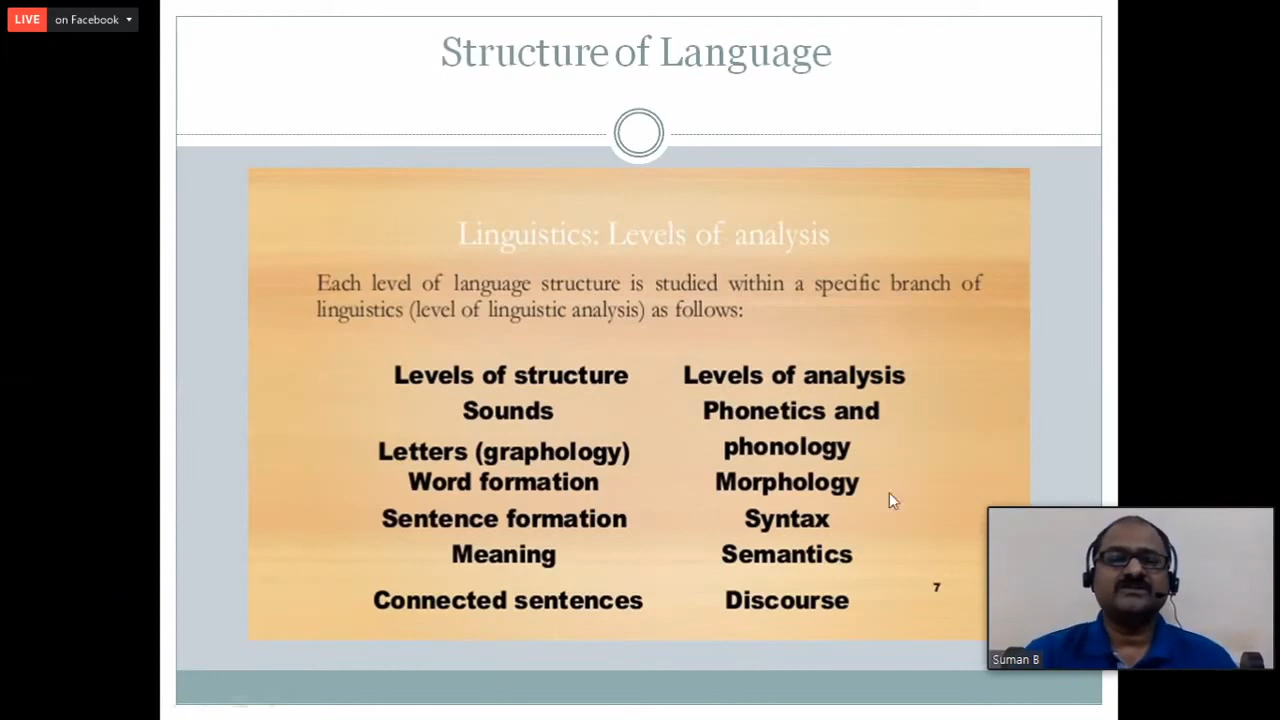 LIVE on Facebook
Structure of Language
Linguistics: Levels of analysis
Each level of language structure is studied within a specific branch of
linguistics (level of linguistic analysis) as follows:
Levels of structure Levels of analysis
Sounds Phonetics and
phonology
Letters (graphology)
Word formation Morphology
Sentence formation Syntax
Meaning Semantics
7
Connected sentences Discourse
Suman B